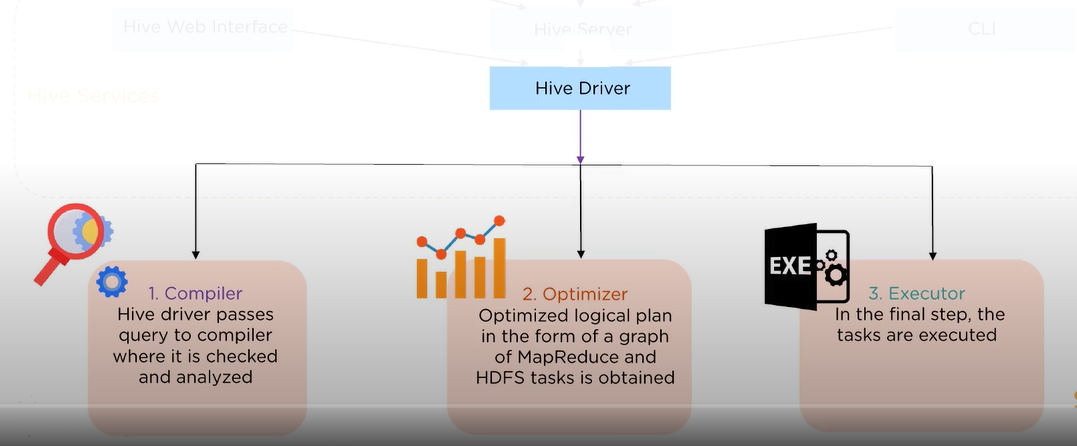 Hive Web Interface
Hive Server
CLI
Hive Driver
Hive Services
1. Compiler
Hive driver passes
query to compiler
where it is checked
and analyzed
2. Optimizer
Optimized logical plan
in the form of a graph
of MapReduce and
HDFS tasks is obtained
EXE
3. Executor
In the final step, the
tasks are executed